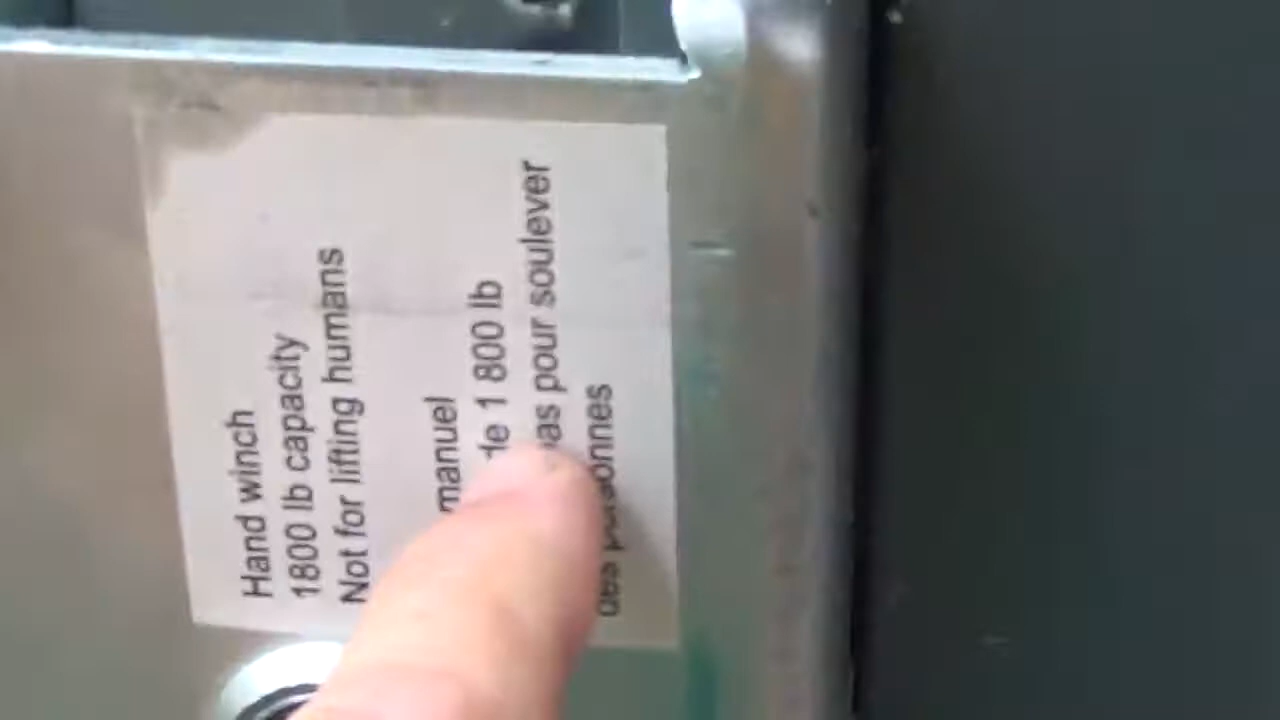 Hand winch
1800 lb capacity
Not for lifting humans
manuel
de 1 800 lb
pas pour soulever
des personnes